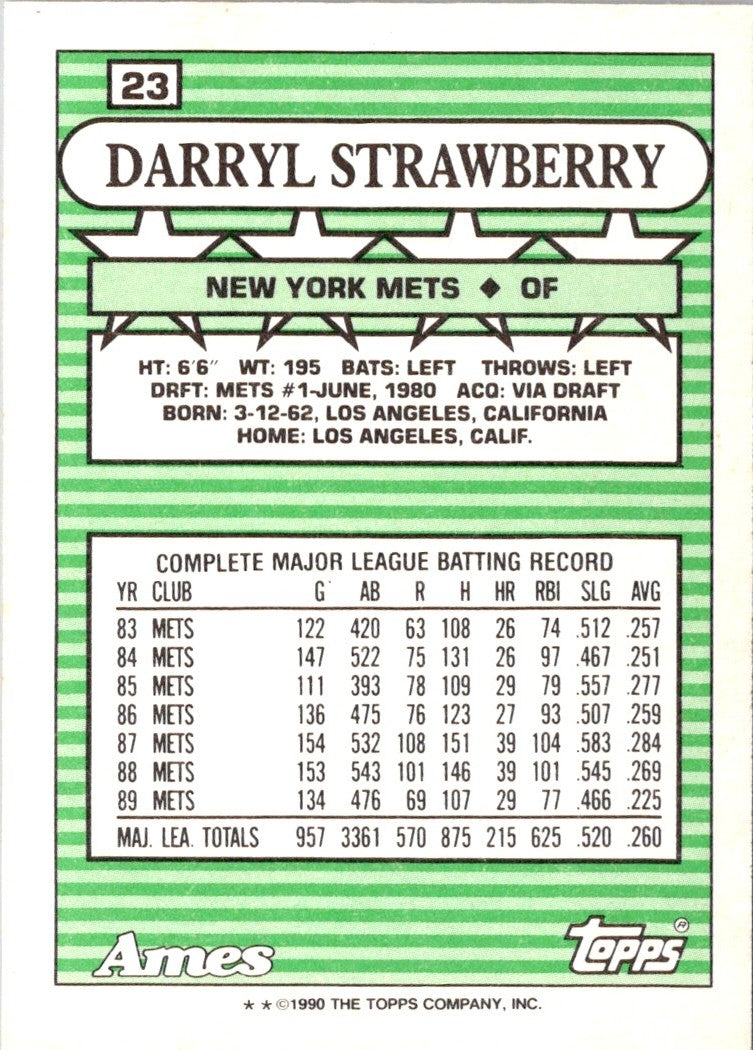 23
DARRYL STRAWBERRY
NEW YORK METS ◆ OF
HT: 6'6" WT: 195 BATS: LEFT THROWS: LEFT
DRFT: METS #1-JUNE, 1980 ACQ: VIA DRAFT
BORN: 3-12-62, LOS ANGELES, CALIFORNIA
HOME: LOS ANGELES, CALIF.
COMPLETE MAJOR LEAGUE BATTING RECORD
YR CLUB G AB R H HR RBI SLG AVG
83 METS 122 420 63 108 26 74 .512 .257
84 METS 147 522 75 131 26 97 .467 .251
85 METS 111 393 78 109 29 79 .557 .277
86 METS 136 475 76 123 27 93 .507 .259
87 METS 154 532 108 151 39 104 .583 .284
88 METS 153 543 101 146 39 101 .545 .269
89 METS 134 476 69 107 29 77 .466 .225
MAJ. LEA. TOTALS 957 3361 570 875 215 625 .520 .260
Ames topps ®
★ ★ ©1990 THE TOPPS COMPANY, INC.